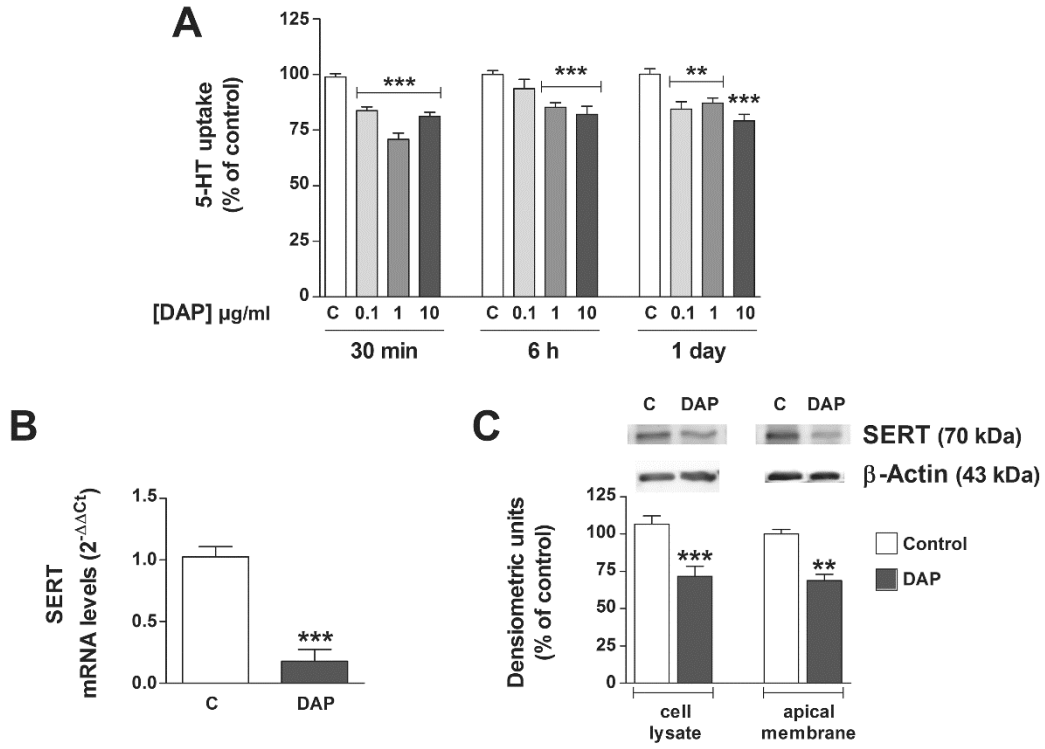 A
5-HT uptake
(% of control)
125
100
75
50
25
0
***
***
**
***
[DAP] µg/ml
C 0.1 1 10 C 0.1 1 10 C 0.1 1 10
30 min 6 h 1 day
B
SERT
mRNA levels (2^-ΔΔCt)
1.5
1.0
0.5
0.0
***
C DAP
C
C DAP C DAP
SERT (70 kDa)
β-Actin (43 kDa)
Densiometric units
(% of control)
125
100
75
50
25
0
***
**
Control
DAP
cell
lysate
apical
membrane